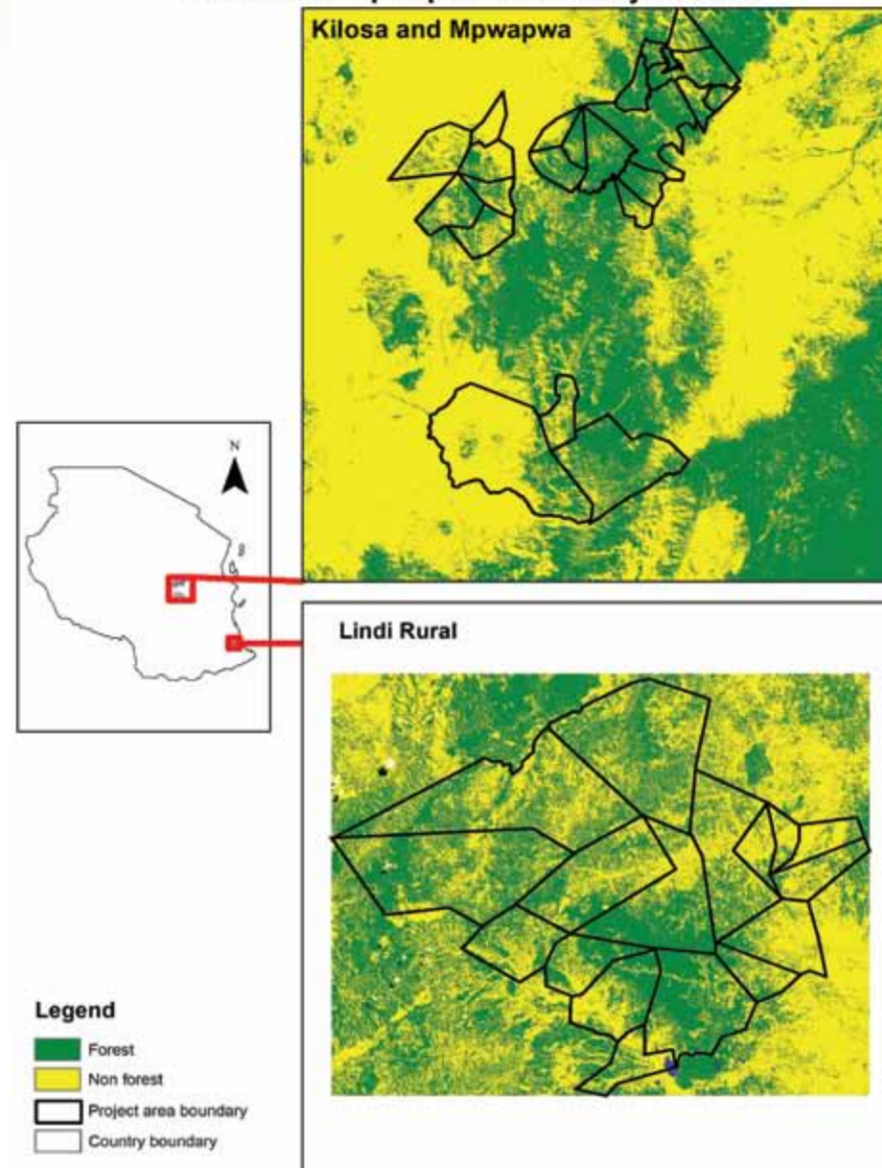 Kilosa and Mpwapwa
N
Lindi Rural
Legend
Forest
Non forest
Project area boundary
Country boundary